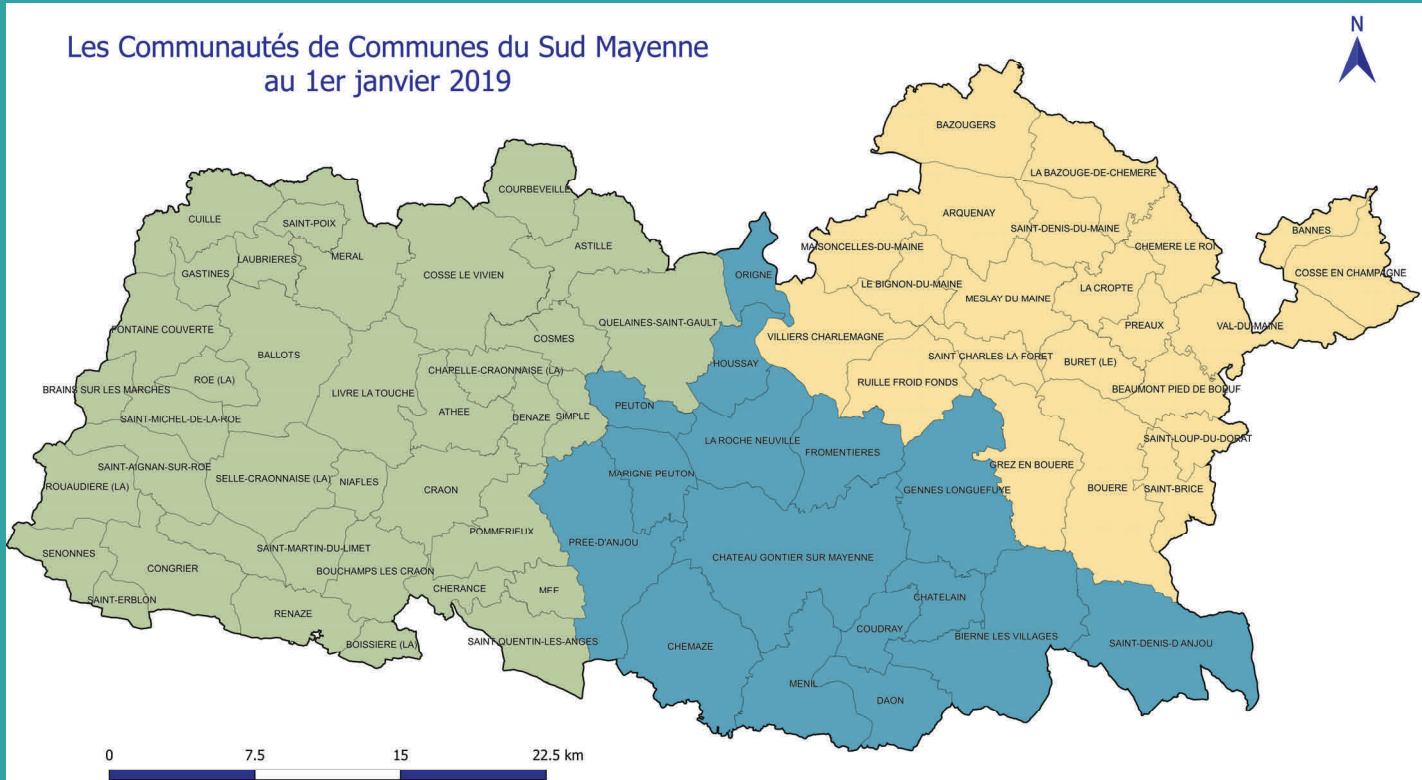 Les Communautés de Communes du Sud Mayenne
au 1er janvier 2019
N
BAZOUGERS
LA BAZOUGE-DE-CHEMERE
COURBEVEILLE
CUILLE
SAINT-POIX
ARQUENAY
SAINT-DENIS-DU-MAINE
BANNES
ASTILLE
MAISONCELLES-DU-MAINE
CHEMERE LE ROI
LAUBRIERES
MERAL
GASTINES
COSSE LE VIVIEN
ORIGNE
COSSE EN CHAMPAGNE
LE BIGNON-DU-MAINE
LA CROPTE
MESLAY DU MAINE
QUELAINES-SAINT-GAULT
PREAUX
VAL-DU-MAINE
FONTAINE COUVERTE
VILLIERS CHARLEMAGNE
COSMES
BALLOTS
SAINT CHARLES LA FORET
BURET (LE)
HOUSSAY
CHAPELLE-CRAONNAISE (LA)
ROE (LA)
RUILLE FROID FONDS
BRAINS SUR LES MARCHES
BEAUMONT PIED DE BOEUF
LIVRE LA TOUCHE
PEUTON
ATHEE
DENAZE
SIMPLE
SAINT-MICHEL-DE-LA-ROE
LA ROCHE NEUVILLE
SAINT-LOUP-DU-DORAT
FROMENTIERES
SAINT-AIGNAN-SUR-ROE
GREZ EN BOUERE
MARIGNE PEUTON
SELLE-CRAONNAISE (LA)
NIAFLES
ROUAUDIERE (LA)
CRAON
GENNES LONGUEFUYE
BOUERE
SAINT-BRICE
POMMERIEUX
PREE-D'ANJOU
SAINT-MARTIN-DU-LIMET
SENONNES
CHATEAU GONTIER SUR MAYENNE
CONGRIER
BOUCHAMPS LES CRAON
CHERANCE
MEE
CHATELAIN
SAINT-ERBLON
RENAZE
COUDRAY
BIERNE LES VILLAGES
SAINT-QUENTIN-LES-ANGES
SAINT-DENIS-D ANJOU
BOISSIERE (LA)
CHEMAZE
MENIL
DAON
0 7.5 15 22.5 km